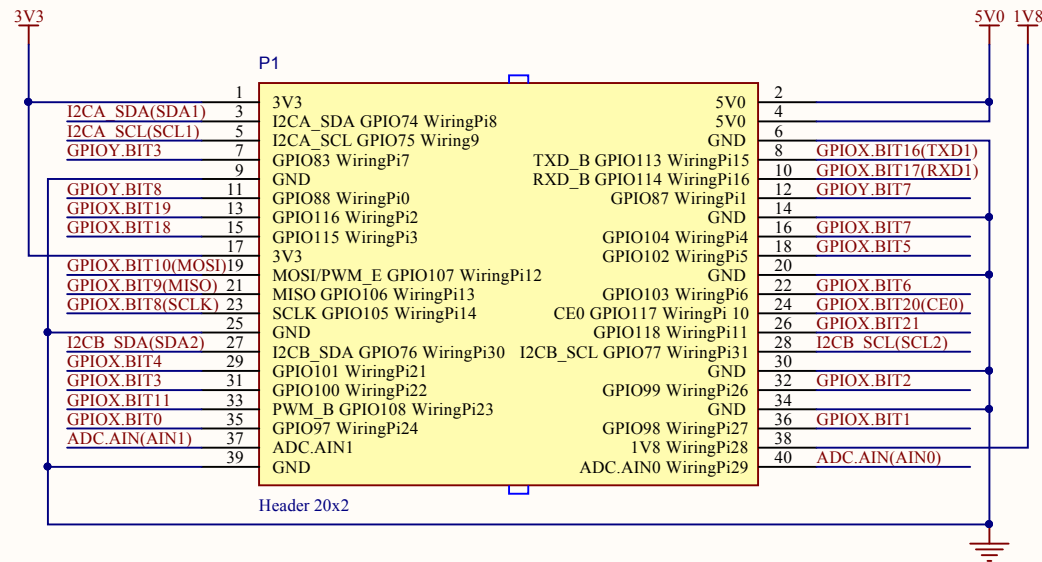 3V3
5V0 1V8
P1
1 3V3 5V0 2
I2CA_SDA(SDA1) 3 I2CA_SDA GPIO74 WiringPi8 5V0 4
I2CA_SCL(SCL1) 5 I2CA_SCL GPIO75 Wiring9 GND 6
GPIOY.BIT3 7 GPIO83 WiringPi7 TXD_B GPIO113 WiringPi15 8 GPIOX.BIT16(TXD1)
9 GND RXD_B GPIO114 WiringPi16 10 GPIOX.BIT17(RXD1)
GPIOY.BIT8 11 GPIO88 WiringPi0 GPIO87 WiringPi1 12 GPIOY.BIT7
GPIOX.BIT19 13 GPIO116 WiringPi2 GND 14
GPIOX.BIT18 15 GPIO115 WiringPi3 GPIO104 WiringPi4 16 GPIOX.BIT7
17 3V3 GPIO102 WiringPi5 18 GPIOX.BIT5
GPIOX.BIT10(MOSI) 19 MOSI/PWM_E GPIO107 WiringPi12 GND 20
GPIOX.BIT9(MISO) 21 MISO GPIO106 WiringPi13 GPIO103 WiringPi6 22 GPIOX.BIT6
GPIOX.BIT8(SCLK) 23 SCLK GPIO105 WiringPi14 CE0 GPIO117 WiringPi 10 24 GPIOX.BIT20(CE0)
25 GND GPIO118 WiringPi11 26 GPIOX.BIT21
I2CB_SDA(SDA2) 27 I2CB_SDA GPIO76 WiringPi30 I2CB_SCL GPIO77 WiringPi31 28 I2CB_SCL(SCL2)
GPIOX.BIT4 29 GPIO101 WiringPi21 GND 30
GPIOX.BIT3 31 GPIO100 WiringPi22 GPIO99 WiringPi26 32 GPIOX.BIT2
GPIOX.BIT11 33 PWM_B GPIO108 WiringPi23 GND 34
GPIOX.BIT0 35 GPIO97 WiringPi24 GPIO98 WiringPi27 36 GPIOX.BIT1
ADC.AIN(AIN1) 37 ADC.AIN1 1V8 WiringPi28 38
39 GND ADC.AIN0 WiringPi29 40 ADC.AIN(AIN0)
Header 20x2